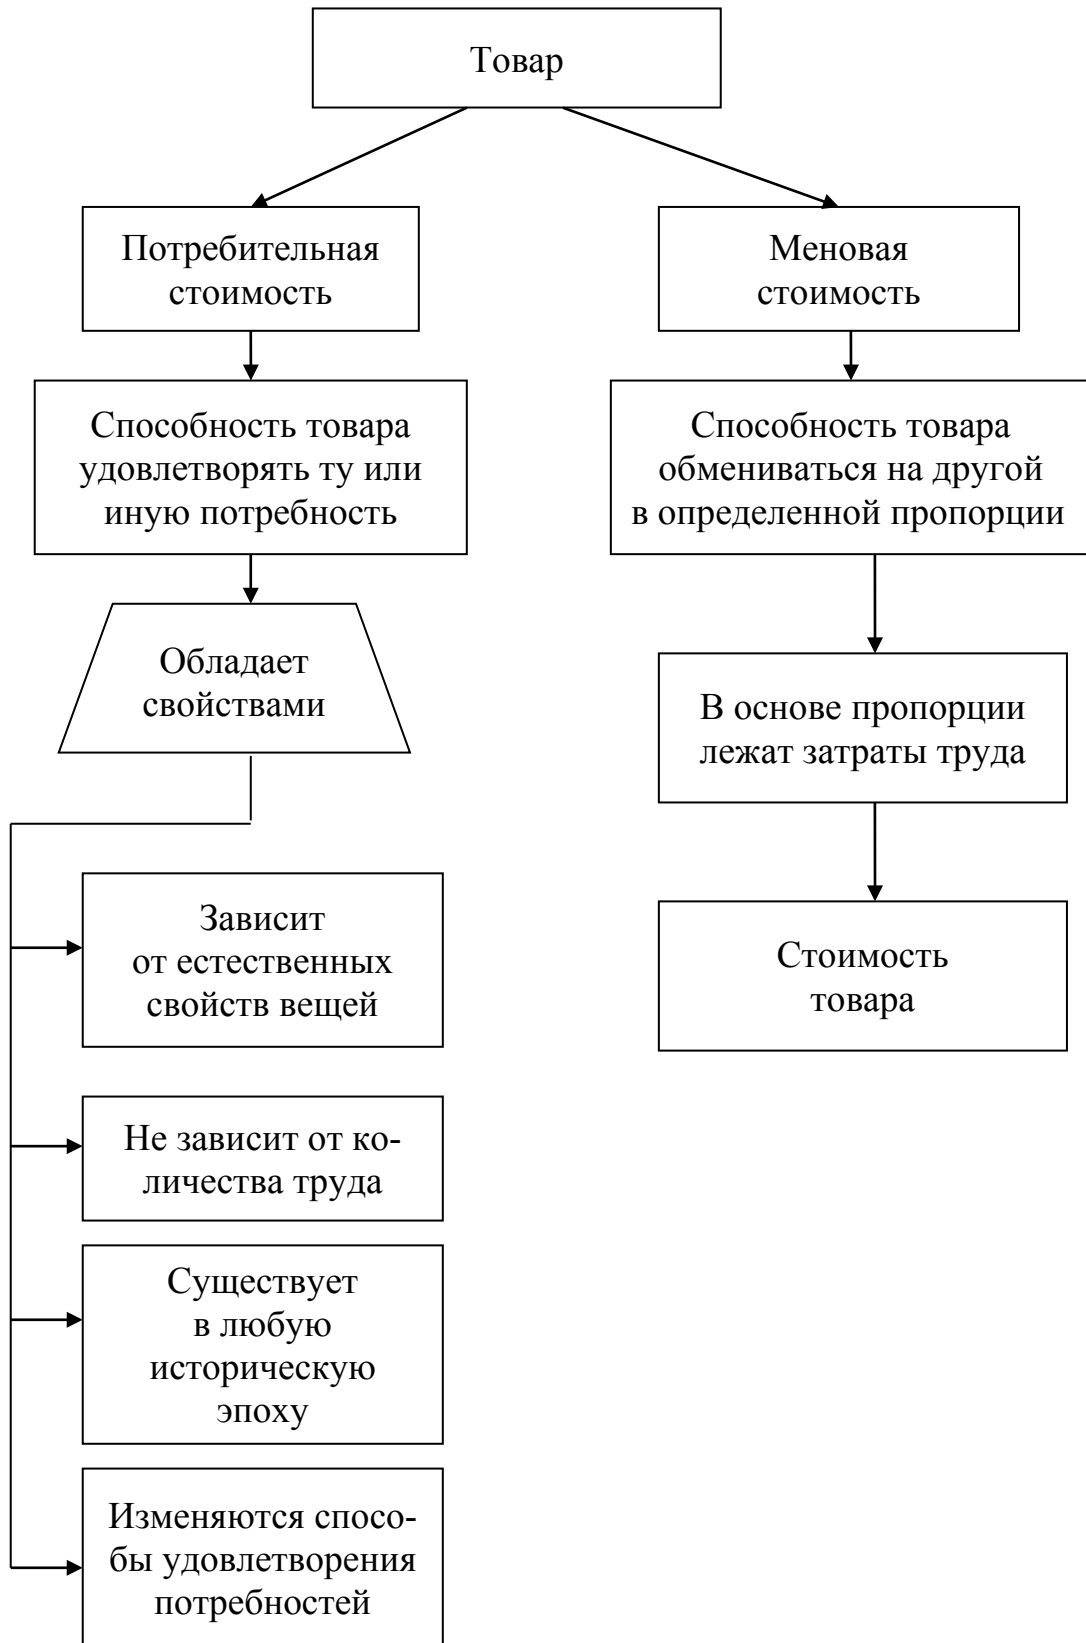 Товар
Потребительная
стоимость
Меновая
стоимость
Способность товара
удовлетворять ту или
иную потребность
Способность товара
обмениваться на другой
в определенной пропорции
Обладает
свойствами
В основе пропорции
лежат затраты труда
Зависит
от естественных
свойств вещей
Стоимость
товара
Не зависит от ко-
личества труда
Существует
в любую
историческую
эпоху
Изменяются спосо-
бы удовлетворения
потребностей